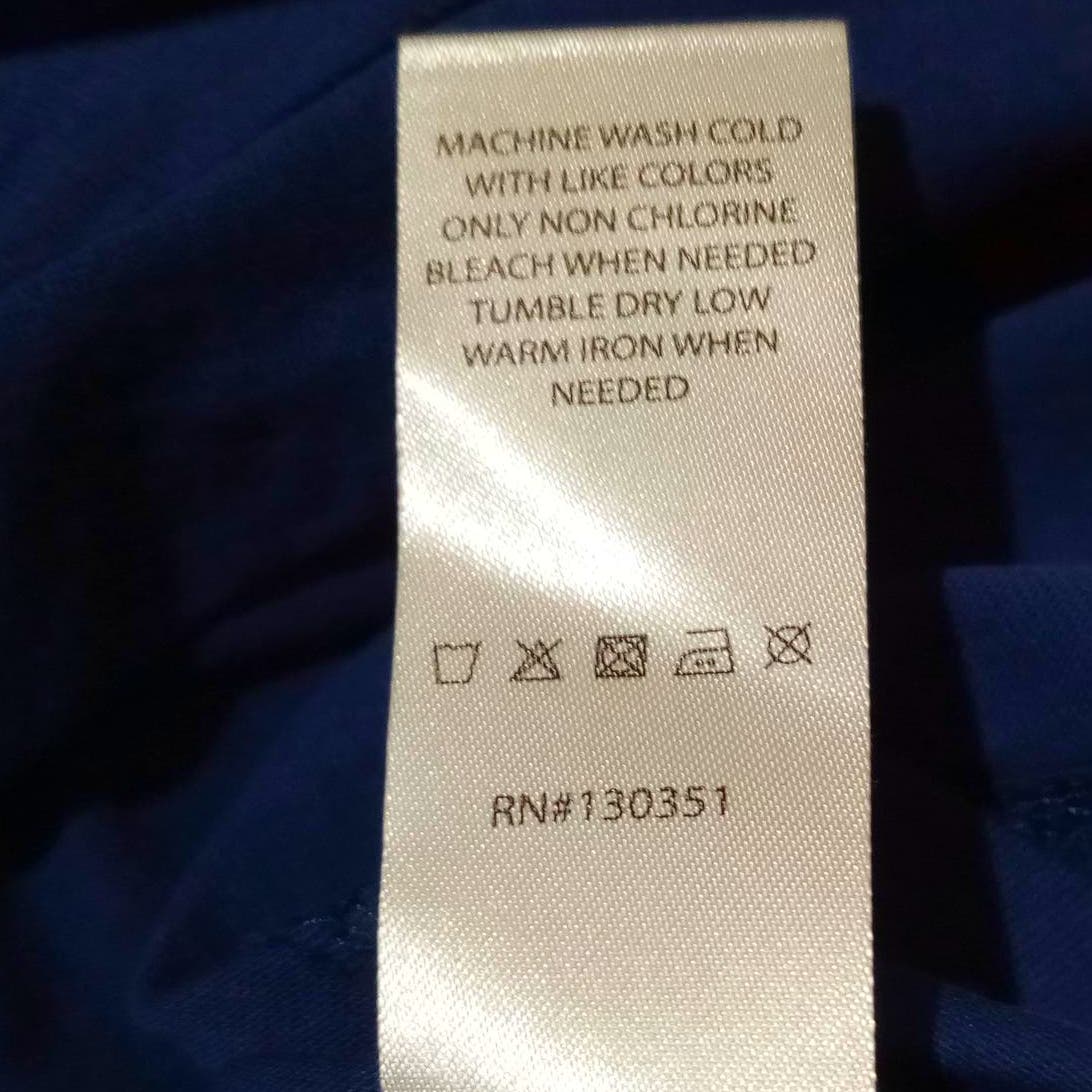 MACHINE WASH COLD
WITH LIKE COLORS
ONLY NON CHLORINE
BLEACH WHEN NEEDED
TUMBLE DRY LOW
WARM IRON WHEN
NEEDED
RN#130351